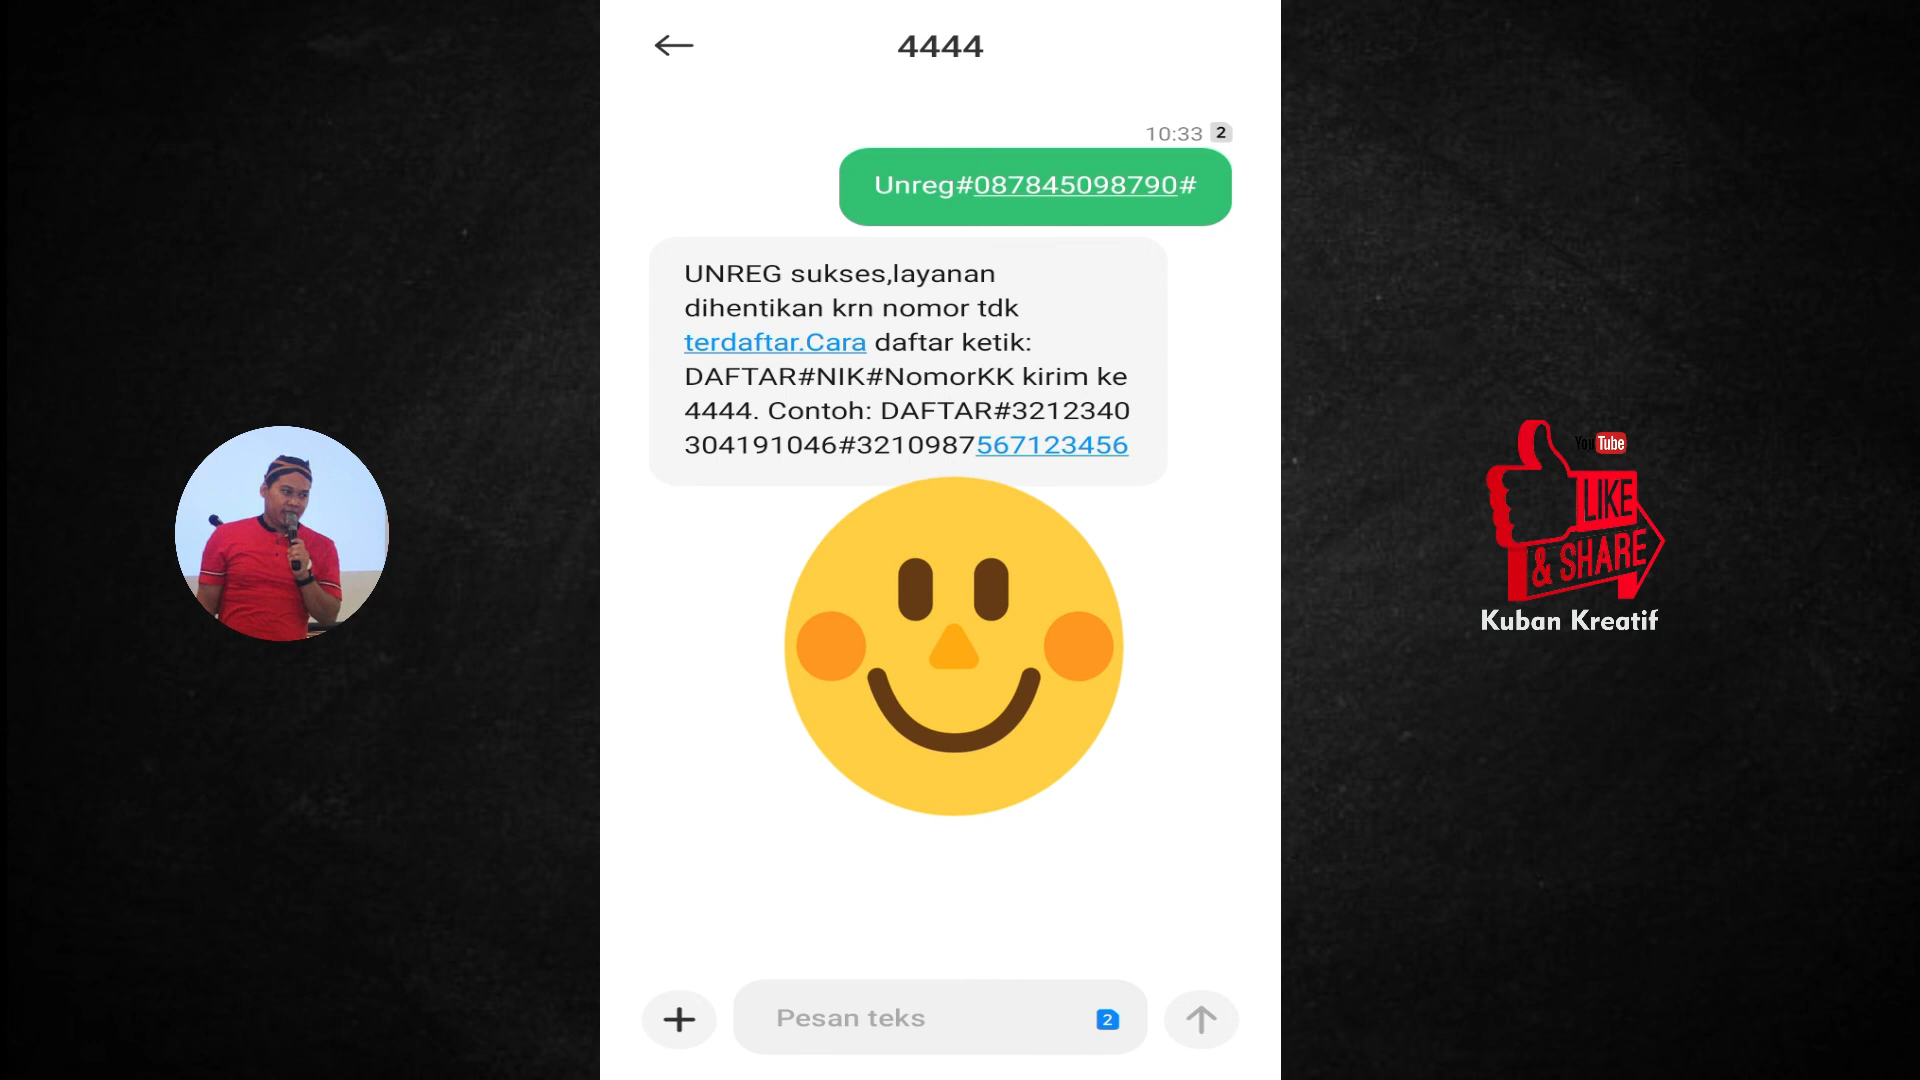 4444
10:33 2
Unreg#087845098790#
UNREG sukses,layanan
dihentikan krn nomor tdk
terdaftar.Cara daftar ketik:
DAFTAR#NIK#NomorKK kirim ke
4444. Contoh: DAFTAR#3212340
304191046#3210987567123456
YouTube
LIKE
& SHARE
Kuban Kreatif
Pesan teks 2